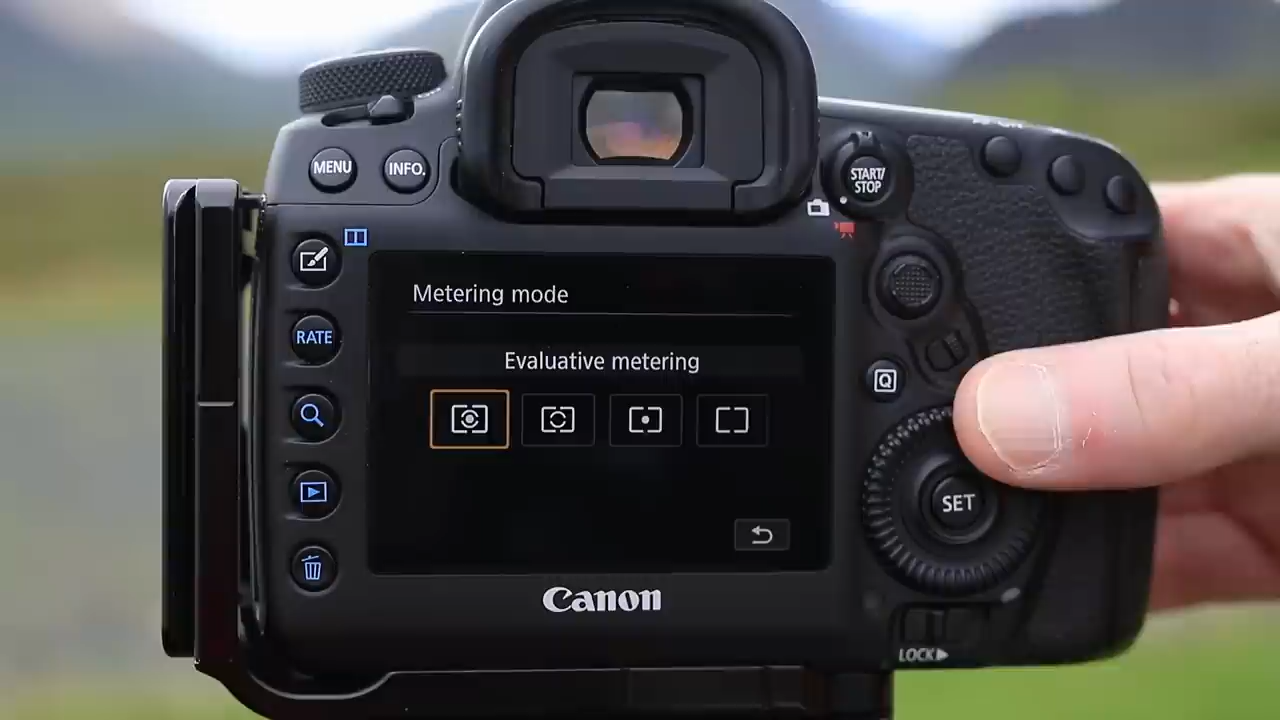 MENU
INFO.
START/
STOP
RATE
Metering mode
Evaluative metering
Q
SET
Canon
LOCK